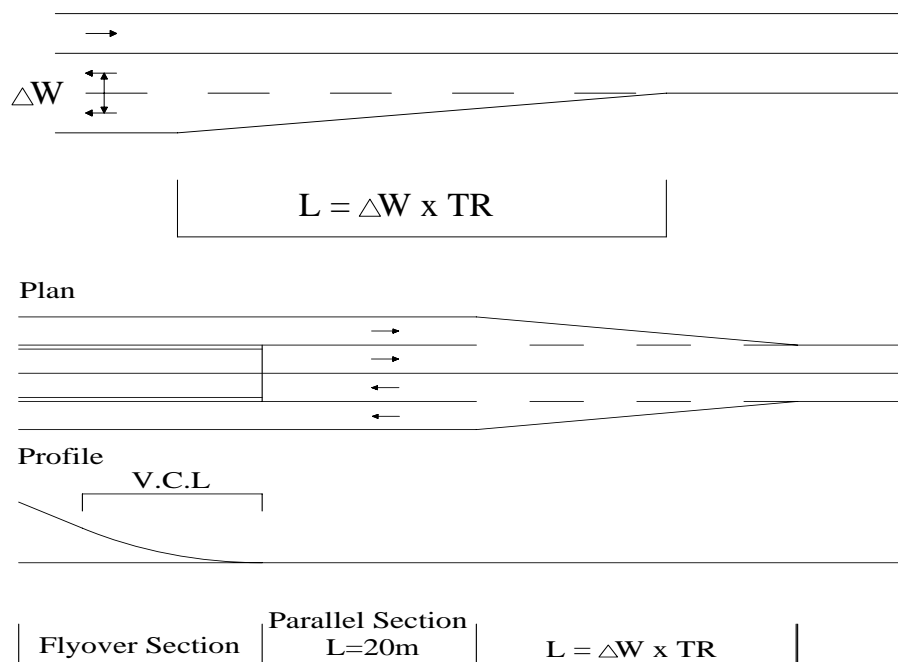 △W
L = △W x TR
Plan
Profile
V.C.L
Parallel Section
Flyover Section
L=20m
L = △W x TR